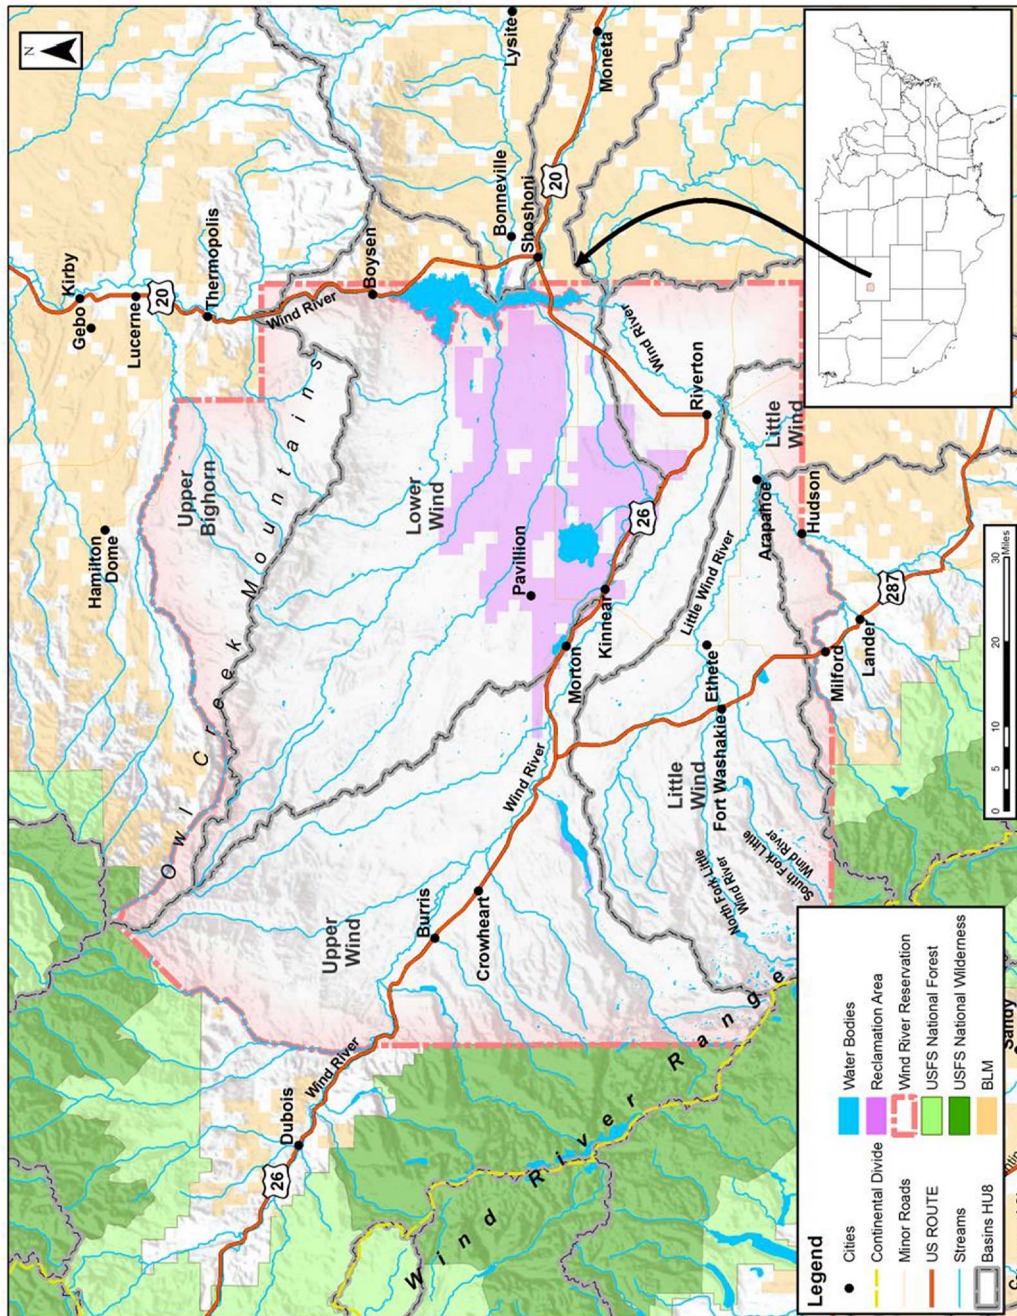 N
Lysite
Moneta
Kirby
Gebo
Lucerne
20
Thermopolis
Boysen
Bonneville
Shoshoni
20
Wind River
Hamilton
Dome
Upper
Bighorn
Owl Creek Mountains
Lower
Wind
Wind River
Riverton
Pavillion
26
Kinnear
Morton
Little Wind River
Little
Wind
Arapahoe
Hudson
Ethete
Fort Washakie
Milford
Lander
287
Wind River
Little
Wind
North Fork Little
Wind River
South Fork Little
Wind River
Upper
Wind
Burris
Crowheart
Wind River
Dubois
26
Wind River Range
Sandy
0 5 10 20 30
Miles
Legend
Cities
Continental Divide
Minor Roads
US ROUTE
Streams
Basins HU8
Water Bodies
Reclamation Area
Wind River Reservation
USFS National Forest
USFS National Wilderness
BLM